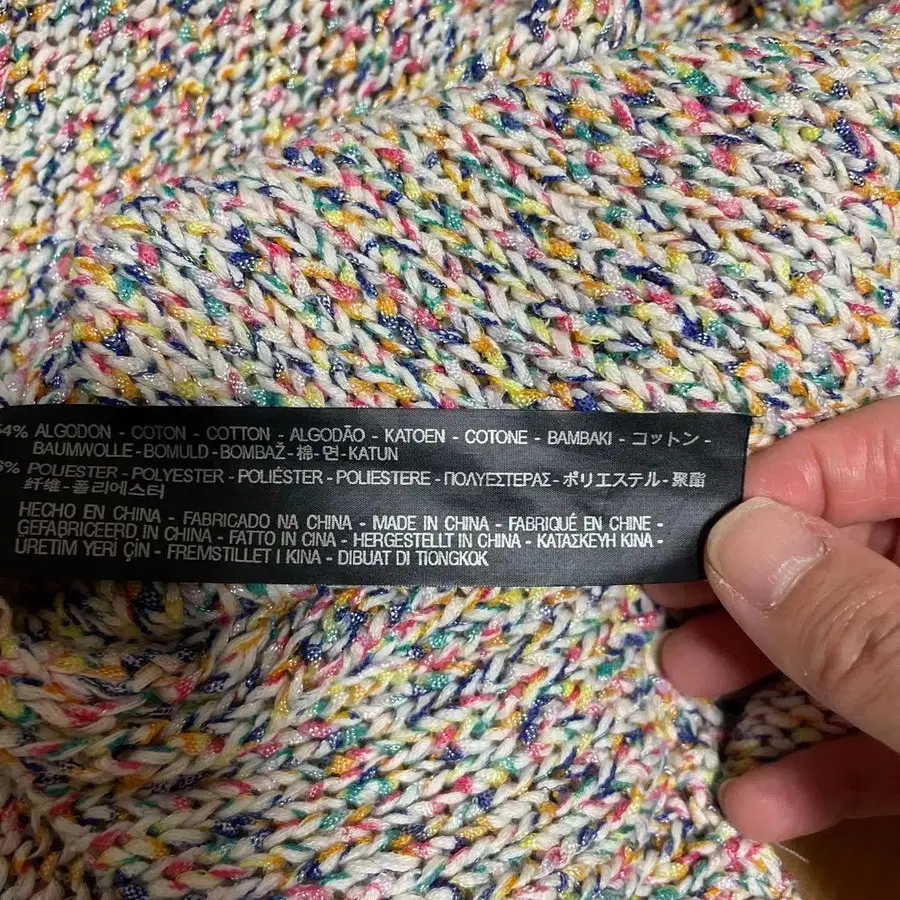 54% ALGODON - COTON - COTTON - ALGODÃO - KATOEN - COTONE - BAMBAKI - コットン -
BAUMWOLLE - BOMULD - BOMBAŽ - 棉 - 면 - KATUN
6% POLIESTER - POLYESTER - POLIÉSTER - POLIESTERE - ΠΟΛΥΕΣΤΕΡΑΣ - ポリエステル - 聚酯
纤维 - 폴리에스터
HECHO EN CHINA - FABRICADO NA CHINA - MADE IN CHINA - FABRIQUÉ EN CHINE -
GEFABRICEERD IN CHINA - FATTO IN CINA - HERGESTELLT IN CHINA - ΚΑΤΑΣΚΕΥΗ ΚΙΝΑ -
ÜRETİM YERİ ÇİN - FREMSTILLET I KINA - DIBUAT DI TIONGKOK